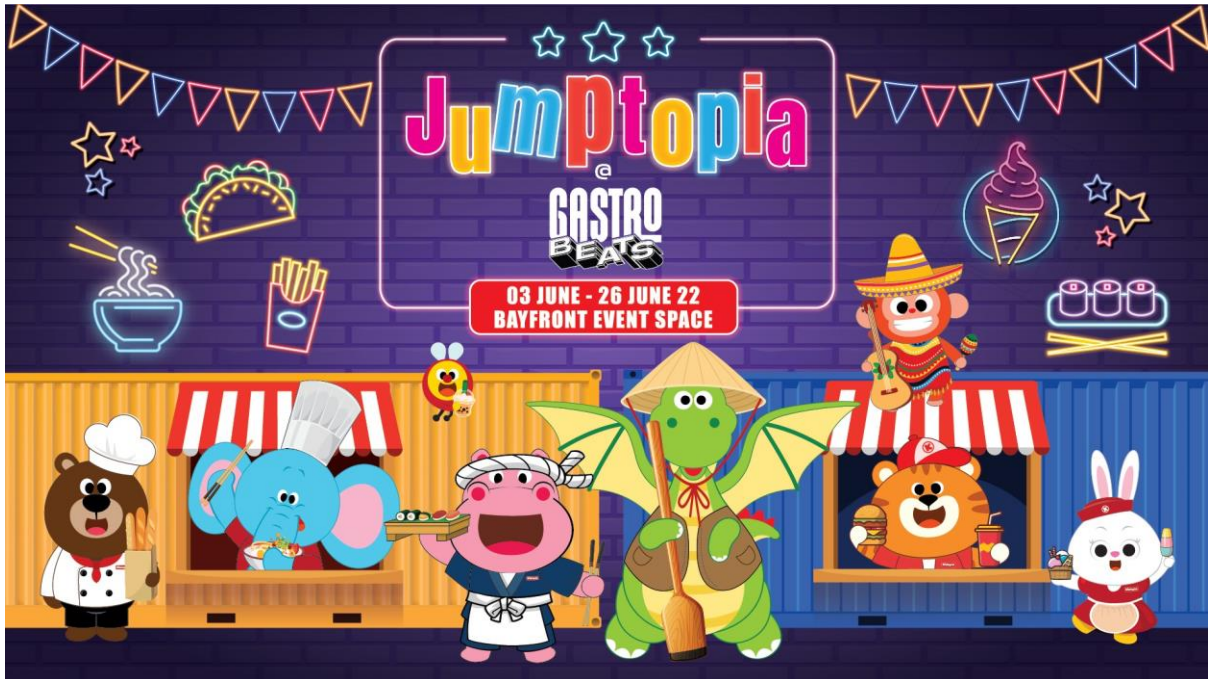 Jumptopia
@
GASTRO
BEATS
03 JUNE - 26 JUNE 22
BAYFRONT EVENT SPACE